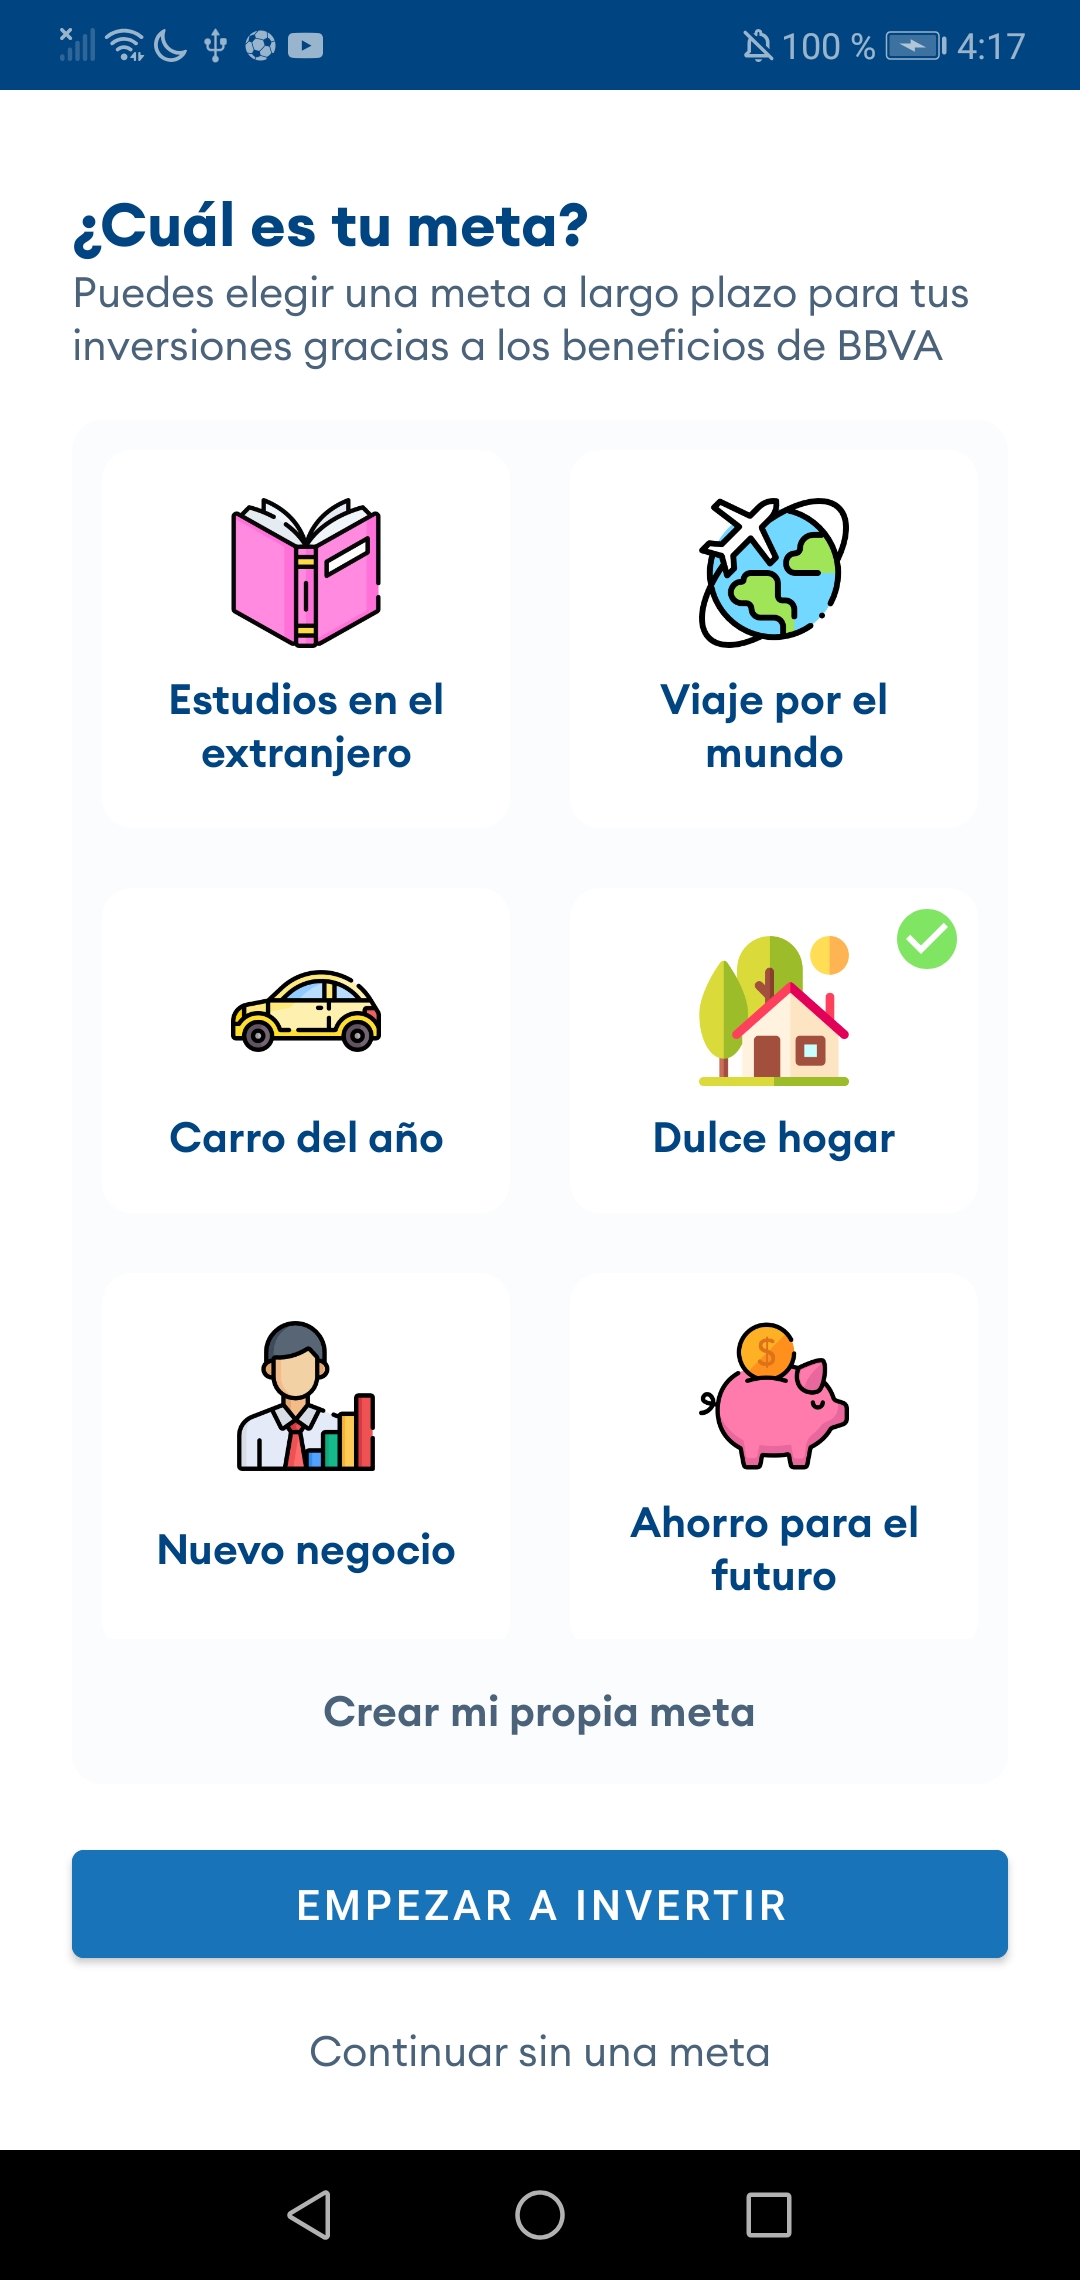 100 % 4:17
¿Cuál es tu meta?
Puedes elegir una meta a largo plazo para tus
inversiones gracias a los beneficios de BBVA
Estudios en el
extranjero
Viaje por el
mundo
Carro del año
Dulce hogar
Nuevo negocio
$
Ahorro para el
futuro
Crear mi propia meta
EMPEZAR A INVERTIR
Continuar sin una meta